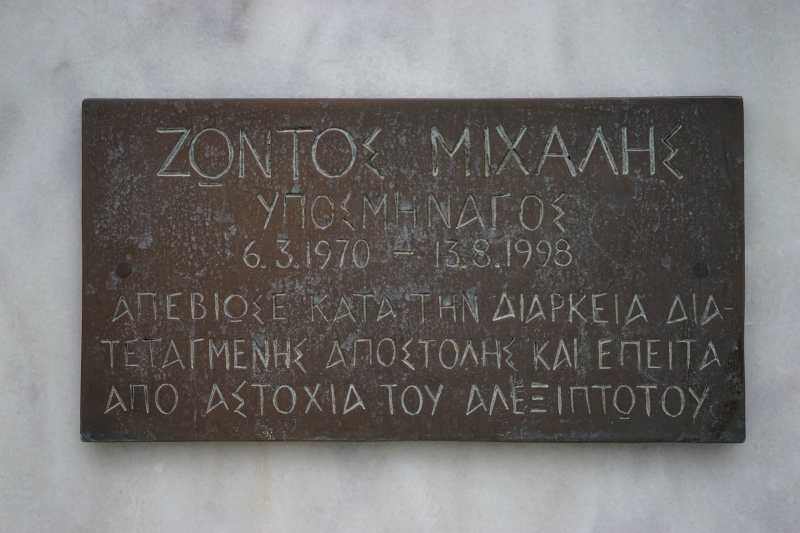 ΖΩΝΤΟΣ ΜΙΧΑΛΗΣ
ΥΠΟΣΜΗΝΑΓΟΣ
6.3.1970 – 13.8.1998
ΑΠΕΒΙΩΣΕ ΚΑΤΑ ΤΗΝ ΔΙΑΡΚΕΙΑ ΔΙΑ-
ΤΕΤΑΓΜΕΝΗΣ ΑΠΟΣΤΟΛΗΣ ΚΑΙ ΕΠΕΙΤΑ
ΑΠΟ ΑΣΤΟΧΙΑ ΤΟΥ ΑΛΕΞΙΠΤΩΤΟΥ